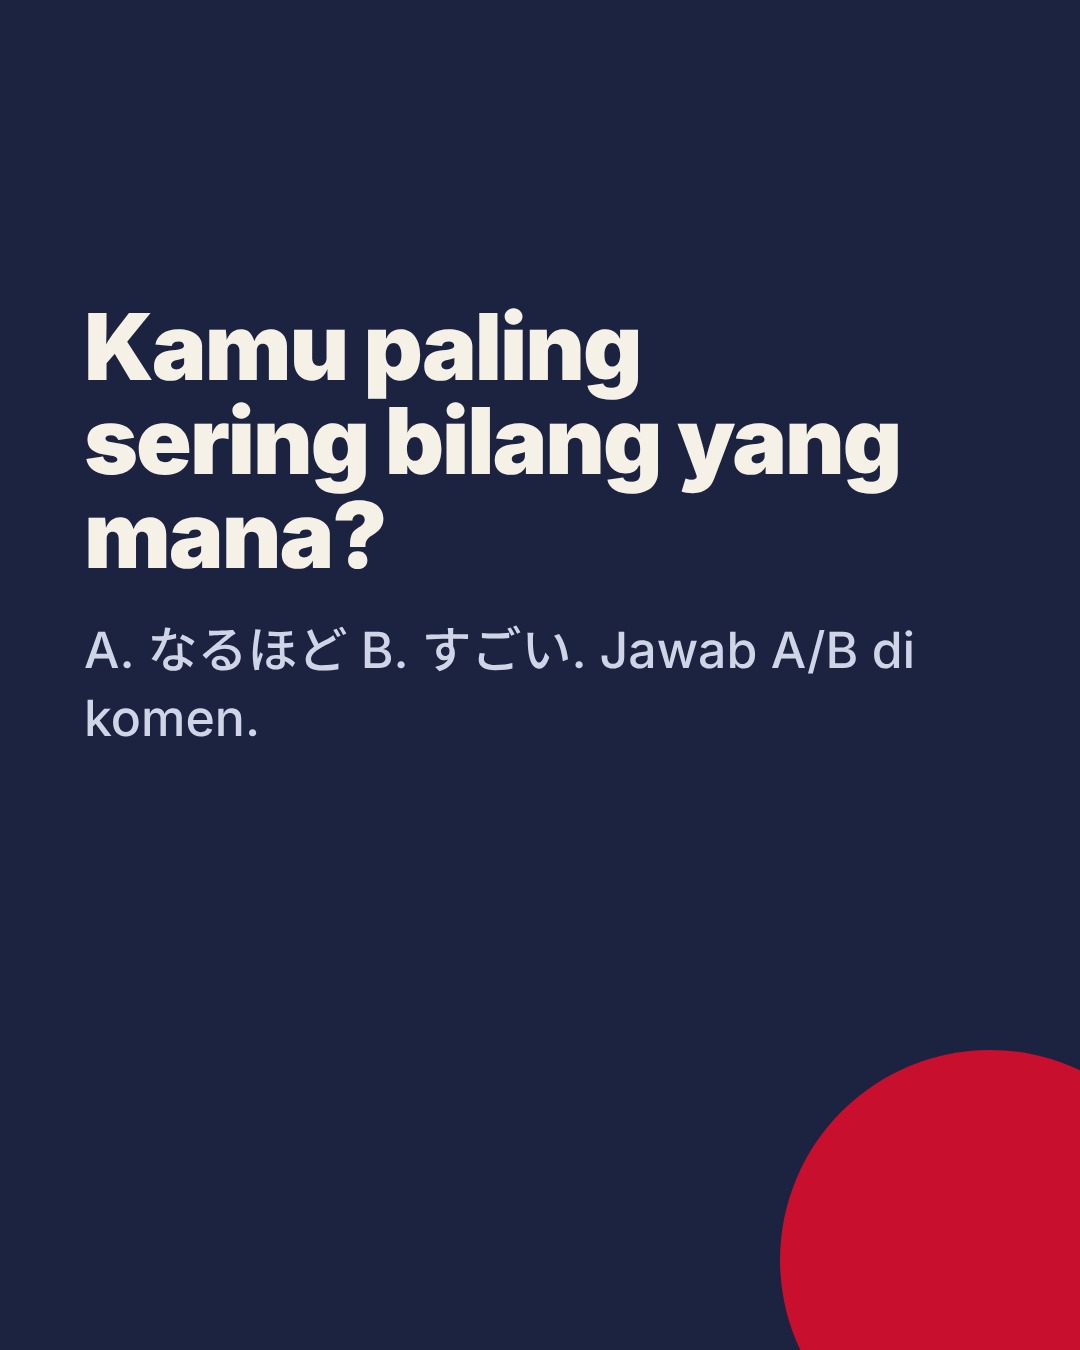 Kamu paling
sering bilang yang
mana?
A. なるほど B. すごい. Jawab A/B di
komen.